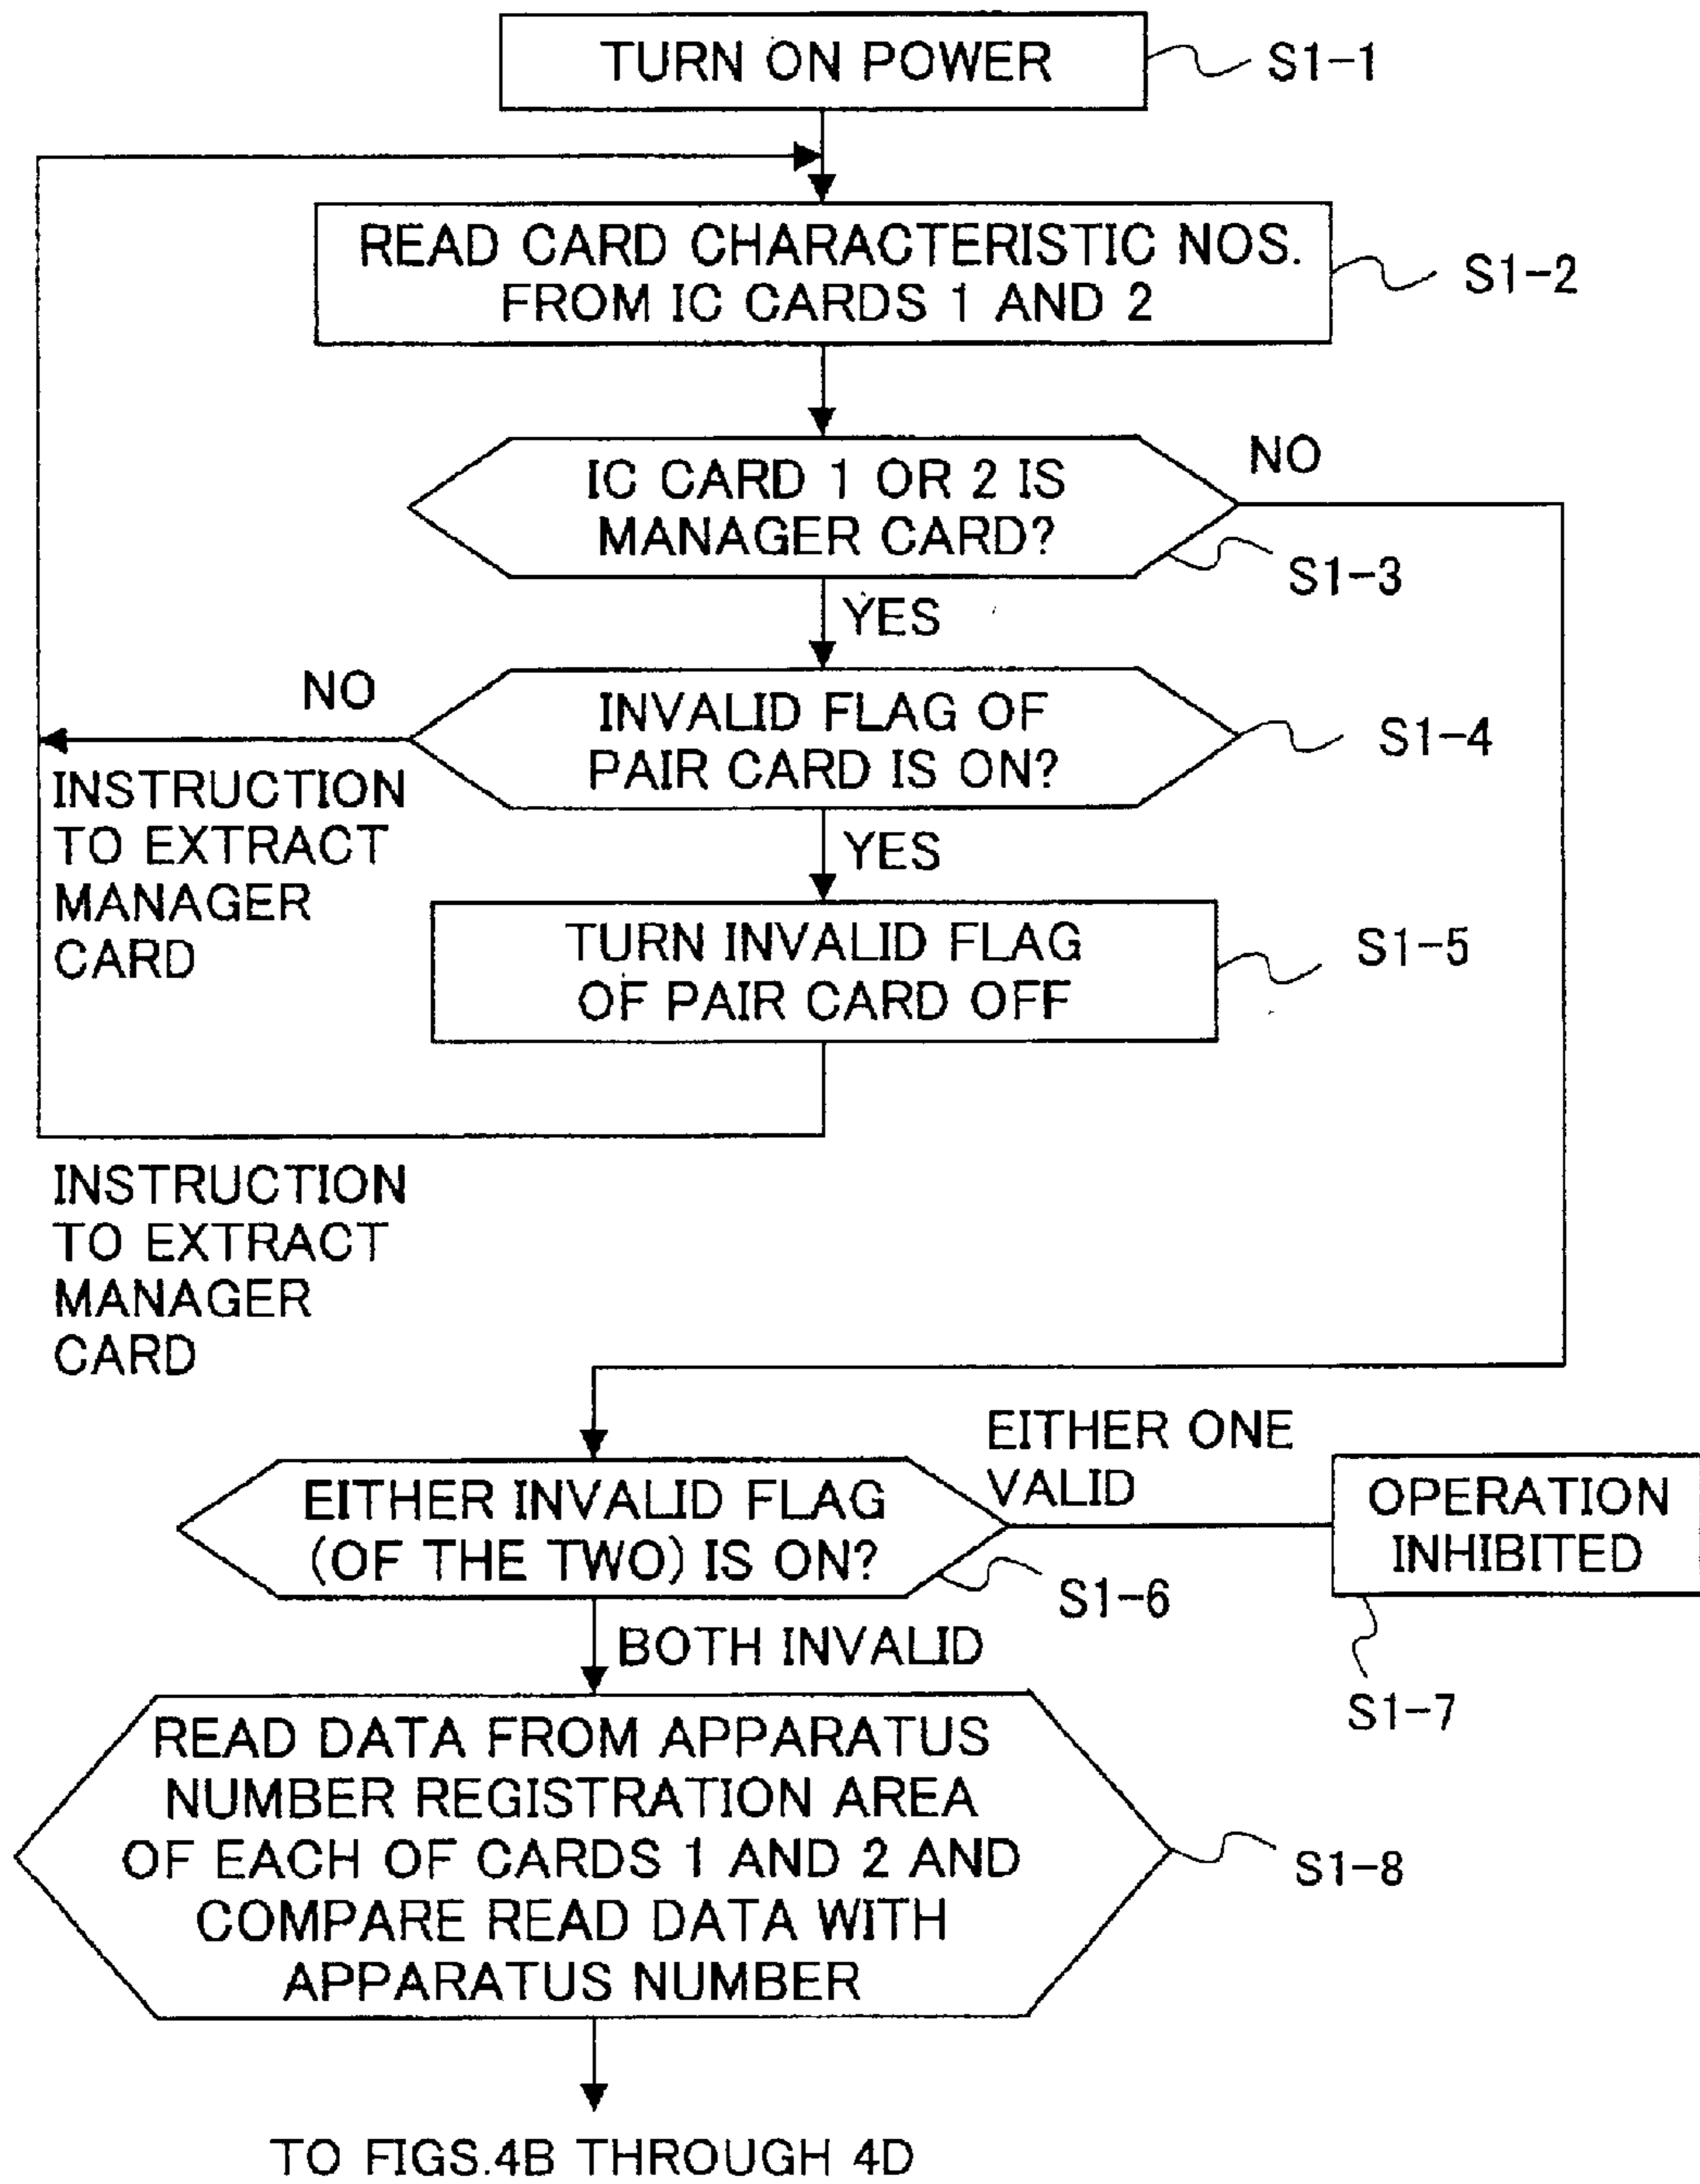 TURN ON POWER
S1-1
READ CARD CHARACTERISTIC NOS.
FROM IC CARDS 1 AND 2
S1-2
IC CARD 1 OR 2 IS
MANAGER CARD?
NO
S1-3
YES
INVALID FLAG OF
PAIR CARD IS ON?
NO
S1-4
INSTRUCTION
TO EXTRACT
MANAGER
CARD
YES
TURN INVALID FLAG
OF PAIR CARD OFF
S1-5
INSTRUCTION
TO EXTRACT
MANAGER
CARD
EITHER INVALID FLAG
(OF THE TWO) IS ON?
EITHER ONE
VALID
S1-6
OPERATION
INHIBITED
S1-7
BOTH INVALID
READ DATA FROM APPARATUS
NUMBER REGISTRATION AREA
OF EACH OF CARDS 1 AND 2 AND
COMPARE READ DATA WITH
APPARATUS NUMBER
S1-8
TO FIGS.4B THROUGH 4D